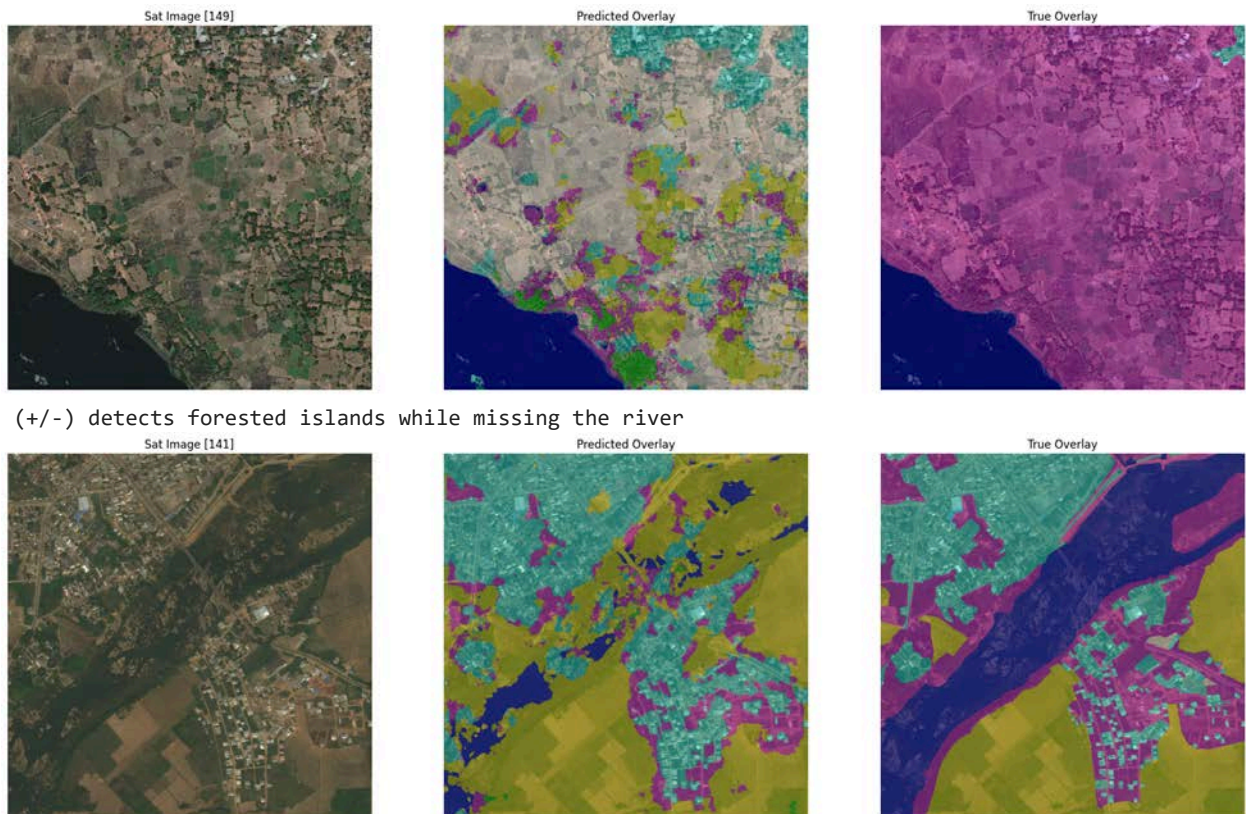 Sat Image [149]
Predicted Overlay
True Overlay
(+/-) detects forested islands while missing the river
Sat Image [141]
Predicted Overlay
True Overlay